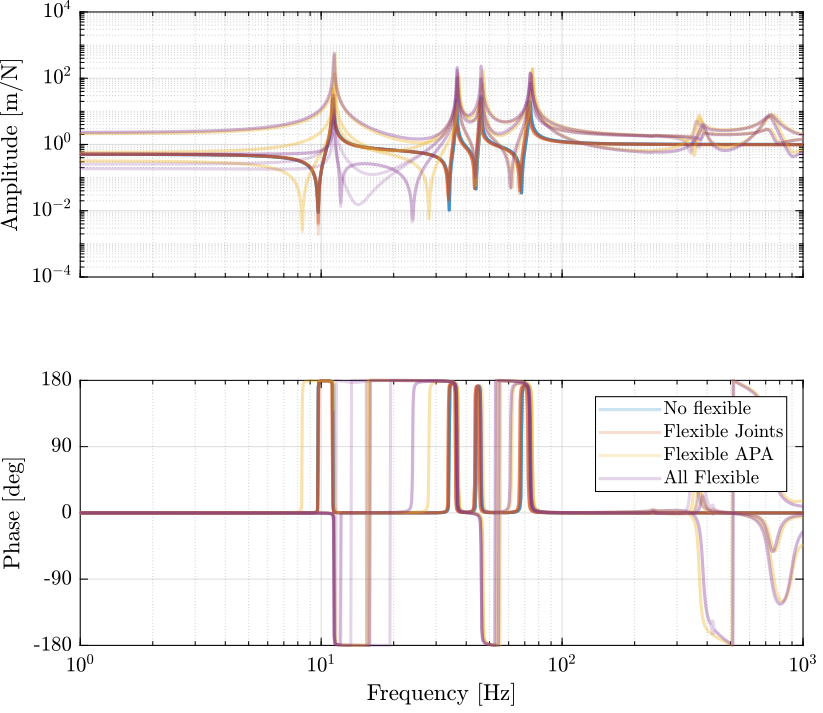 10^4
10^2
10^0
10^-2
10^-4
Amplitude [m/N]
180
90
0
-90
-180
Phase [deg]
No flexible
Flexible Joints
Flexible APA
All Flexible
10^0 10^1 10^2 10^3
Frequency [Hz]